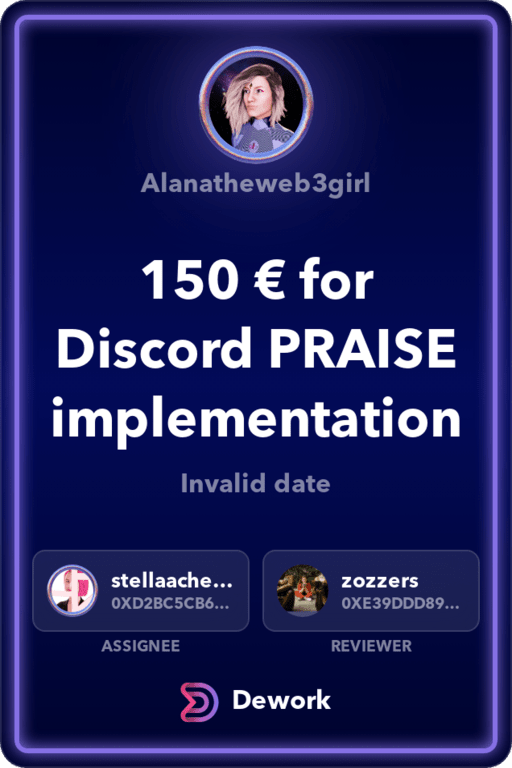 Alanatheweb3girl
150 € for
Discord PRAISE
implementation
Invalid date
stellaache...
0XD2BC5CB6...
zozzers
0XE39DDD89...
ASSIGNEE
REVIEWER
Dework